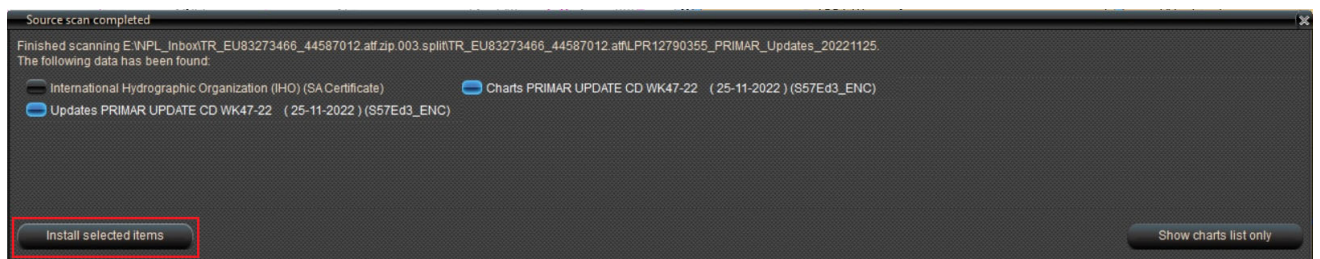 Source scan completed
Finished scanning E:\NPL_Inbox\TR_EU83273466_44587012.atf.zip.003.split\TR_EU83273466_44587012.atf\LPR12790355_PRIMAR_Updates_20221125.
The following data has been found:
International Hydrographic Organization (IHO) (SA Certificate)
Charts PRIMAR UPDATE CD WK47-22 ( 25-11-2022 ) (S57Ed3_ENC)
Updates PRIMAR UPDATE CD WK47-22 ( 25-11-2022 ) (S57Ed3_ENC)
Install selected items
Show charts list only